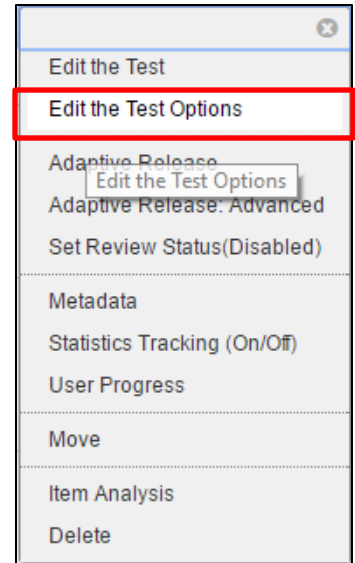 Edit the Test
Edit the Test Options
Adaptive Release
Edit the Test Options
Adaptive Release: Advanced
Set Review Status(Disabled)
Metadata
Statistics Tracking (On/Off)
User Progress
Move
Item Analysis
Delete